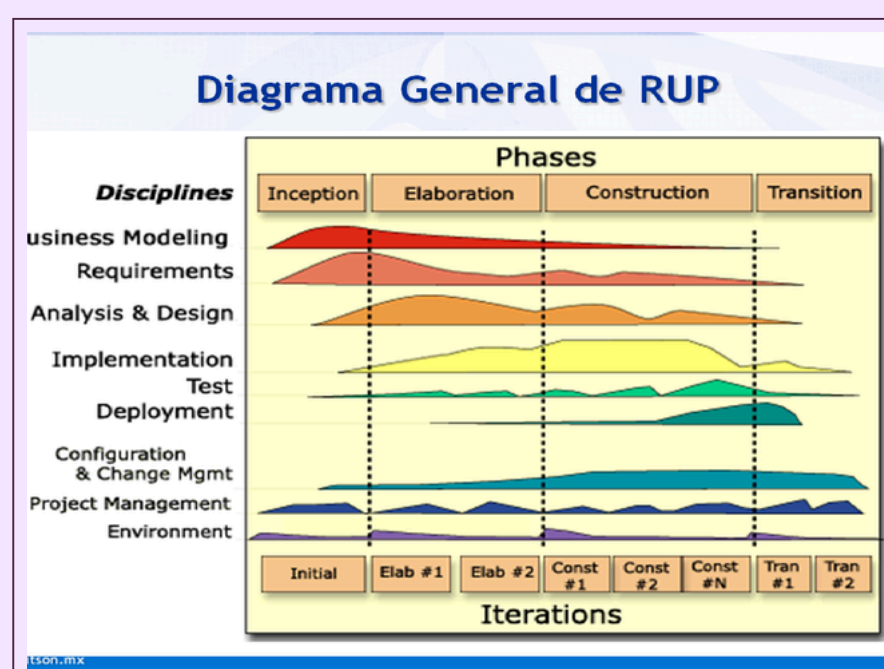 Diagrama General de RUP
Phases
Disciplines
Inception
Elaboration
Construction
Transition
usiness Modeling
Requirements
Analysis & Design
Implementation
Test
Deployment
Configuration
& Change Mgmt
Project Management
Environment
Initial
Elab #1
Elab #2
Const
#1
Const
#2
Const
#N
Tran
#1
Tran
#2
Iterations
itson.mx